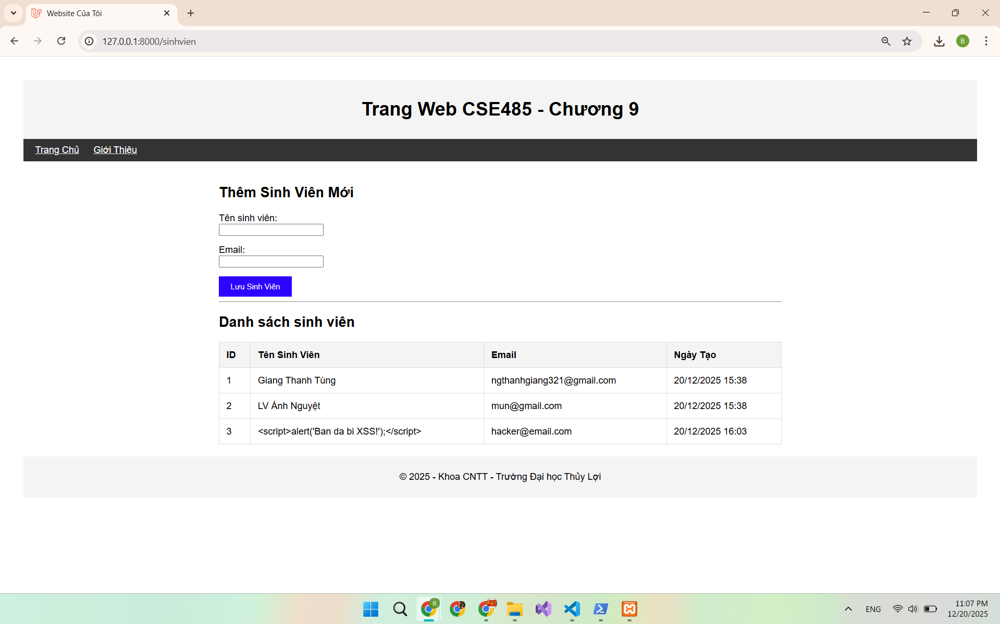 Website Của Tôi
127.0.0.1:8000/sinhvien
B
Trang Web CSE485 - Chương 9
Trang Chủ Giới Thiệu
Thêm Sinh Viên Mới
Tên sinh viên:
Email:
Lưu Sinh Viên
Danh sách sinh viên
ID Tên Sinh Viên Email Ngày Tạo
1 Giang Thanh Tùng ngthanhgiang321@gmail.com 20/12/2025 15:38
2 LV Ánh Nguyệt mun@gmail.com 20/12/2025 15:38
3 <script>alert('Ban da bi XSS!');</script> hacker@email.com 20/12/2025 16:03
© 2025 - Khoa CNTT - Trường Đại học Thủy Lợi
B
ENG
11:07 PM
12/20/2025